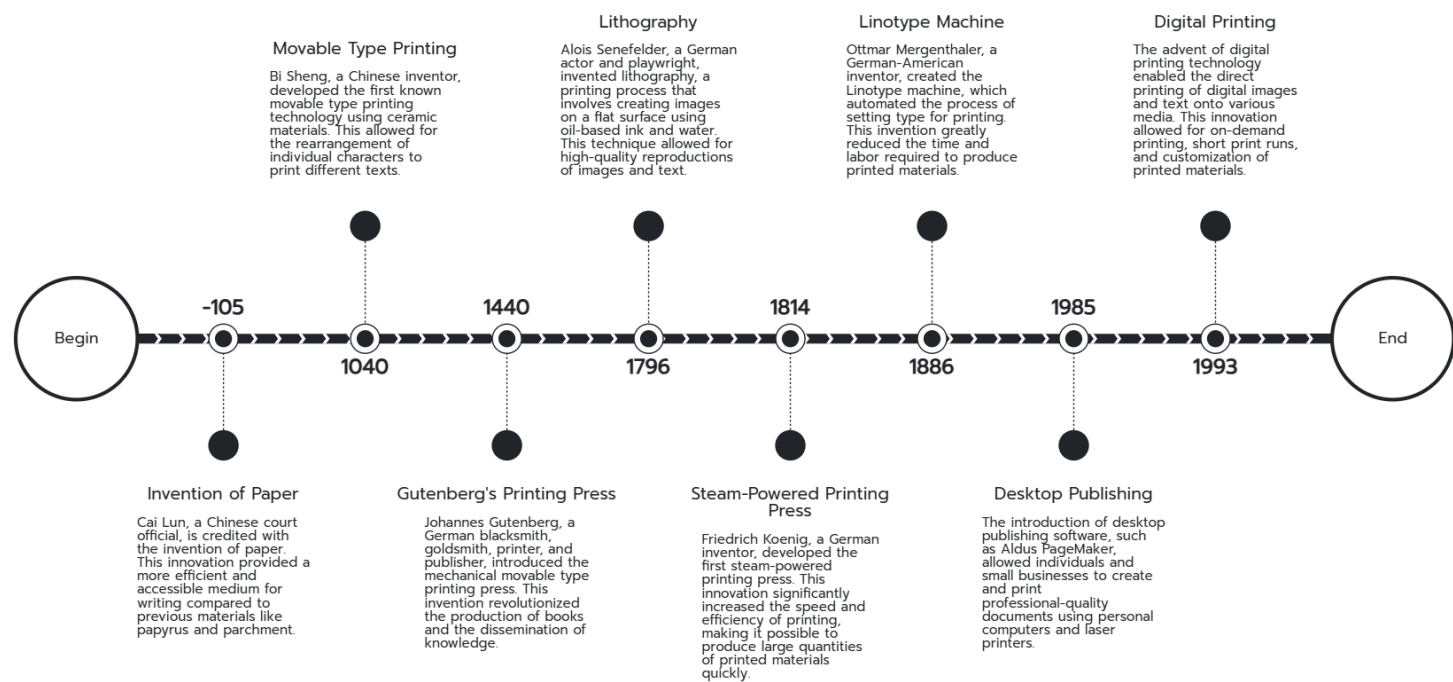 Movable Type Printing
Bi Sheng, a Chinese inventor,
developed the first known
movable type printing
technology using ceramic
materials. This allowed for
the rearrangement of
individual characters to
print different texts.
Lithography
Alois Senefelder, a German
actor and playwright,
invented lithography, a
printing process that
involves creating images
on a flat surface using
oil-based ink and water.
This technique allowed for
high-quality reproductions
of images and text.
Linotype Machine
Ottmar Mergenthaler, a
German-American
inventor, created the
Linotype machine, which
automated the process of
setting type for printing.
This invention greatly
reduced the time and
labor required to produce
printed materials.
Digital Printing
The advent of digital
printing technology
enabled the direct
printing of digital images
and text onto various
media. This innovation
allowed for on-demand
printing, short print runs,
and customization of
printed materials.
Begin
-105
1040
1440
1796
1814
1886
1985
1993
End
Invention of Paper
Cai Lun, a Chinese court
official, is credited with
the invention of paper.
This innovation provided a
more efficient and
accessible medium for
writing compared to
previous materials like
papyrus and parchment.
Gutenberg's Printing Press
Johannes Gutenberg, a
German blacksmith,
goldsmith, printer, and
publisher, introduced the
mechanical movable type
printing press. This
invention revolutionized
the production of books
and the dissemination of
knowledge.
Steam-Powered Printing
Press
Friedrich Koenig, a German
inventor, developed the
first steam-powered
printing press. This
innovation significantly
increased the speed and
efficiency of printing,
making it possible to
produce large quantities
of printed materials
quickly.
Desktop Publishing
The introduction of desktop
publishing software, such
as Aldus PageMaker,
allowed individuals and
small businesses to create
and print
professional-quality
documents using personal
computers and laser
printers.